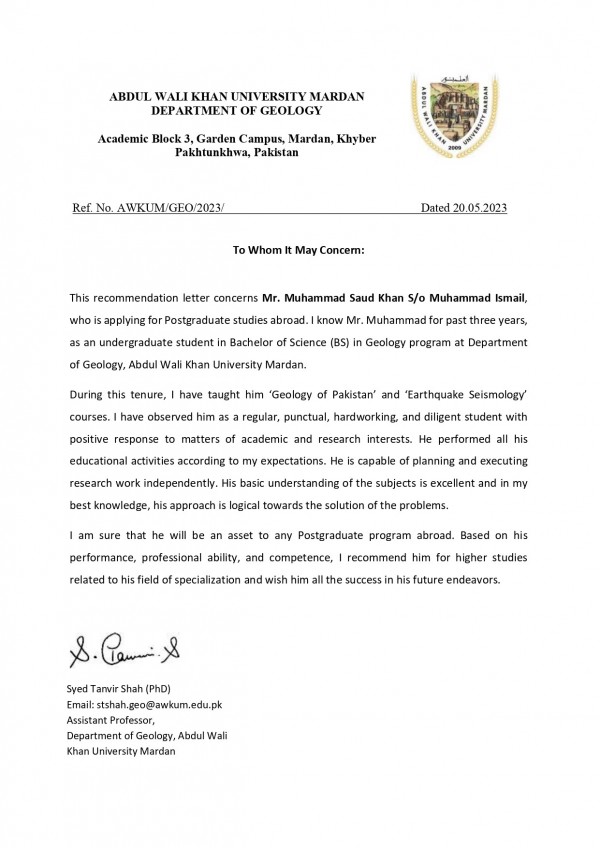 ABDUL WALI KHAN UNIVERSITY MARDAN
DEPARTMENT OF GEOLOGY
Academic Block 3, Garden Campus, Mardan, Khyber
Pakhtunkhwa, Pakistan
ABDUL WALI KHAN UNIVERSITY MARDAN
2009
Ref. No. AWKUM/GEO/2023/ Dated 20.05.2023
To Whom It May Concern:
This recommendation letter concerns Mr. Muhammad Saud Khan S/o Muhammad Ismail,
who is applying for Postgraduate studies abroad. I know Mr. Muhammad for past three years,
as an undergraduate student in Bachelor of Science (BS) in Geology program at Department
of Geology, Abdul Wali Khan University Mardan.
During this tenure, I have taught him ‘Geology of Pakistan’ and ‘Earthquake Seismology’
courses. I have observed him as a regular, punctual, hardworking, and diligent student with
positive response to matters of academic and research interests. He performed all his
educational activities according to my expectations. He is capable of planning and executing
research work independently. His basic understanding of the subjects is excellent and in my
best knowledge, his approach is logical towards the solution of the problems.
I am sure that he will be an asset to any Postgraduate program abroad. Based on his
performance, professional ability, and competence, I recommend him for higher studies
related to his field of specialization and wish him all the success in his future endeavors.
Syed Tanvir Shah (PhD)
Email: stshah.geo@awkum.edu.pk
Assistant Professor,
Department of Geology, Abdul Wali
Khan University Mardan